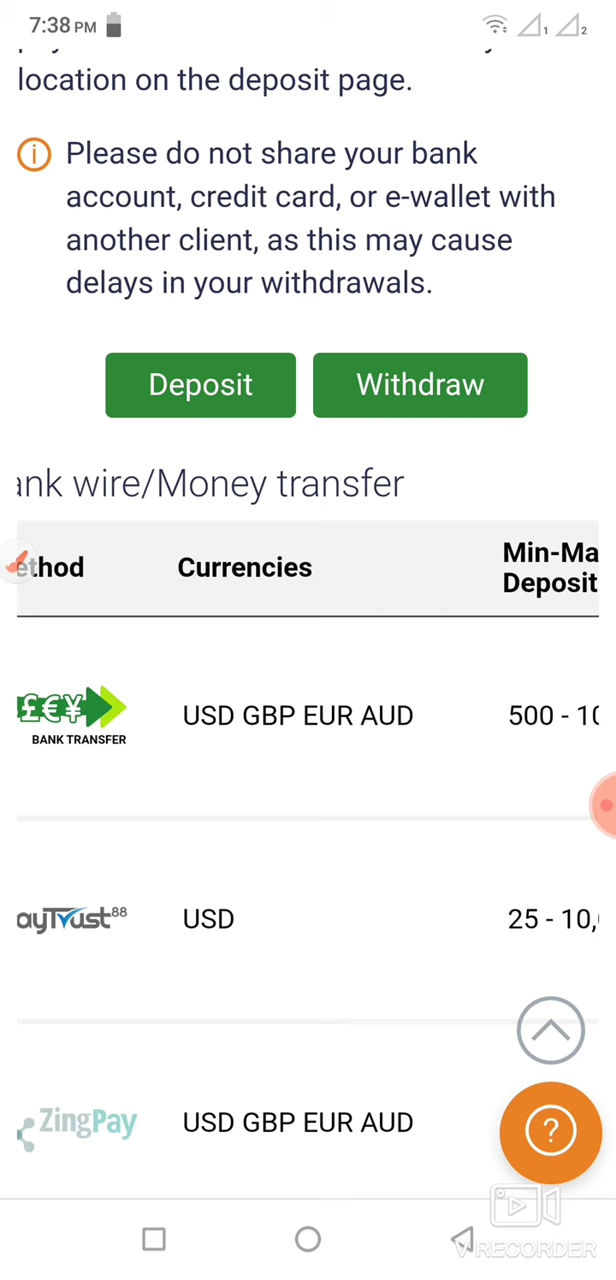 7:38 PM
1 2
location on the deposit page.
Please do not share your bank
account, credit card, or e-wallet with
another client, as this may cause
delays in your withdrawals.
Deposit Withdraw
ank wire/Money transfer
ethod Currencies Min-Ma
Deposit
£€¥
BANK TRANSFER
USD GBP EUR AUD 500 - 10
ayTrust88 USD 25 - 10,
ZingPay USD GBP EUR AUD
?
V RECORDER